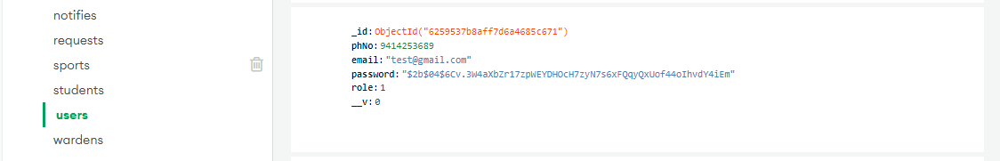 notifies
requests
sports
students
users
wardens
_id: ObjectId("6259537b8aff7d6a4685c671")
phNo: 9414253689
email: "test@gmail.com"
password: "$2b$04$6Cv.3W4aXbZr17zpWEYDHOcH7zyN7s6xFQqyQxUof44oIhvdY4iEm"
role: 1
__v: 0